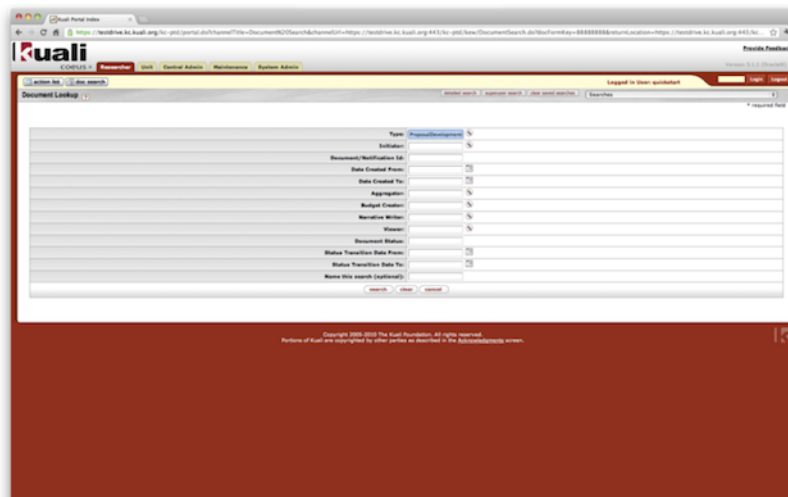 Kuali Portal Index
Kuali
coeus
Researcher Unit Central Admin Maintenance System Admin
Provide Feedback
action list doc search
Logged in User: quickstart
Login Logout
Document Lookup
detailed search superuser search clear saved searches Searches
* required field
Type: ProposalDevelopment
Initiator:
Document/Notification Id:
Date Created From:
Date Created To:
Aggregator:
Budget Creator:
Narrative Writer:
Viewer:
Document Status:
Status Transition Date From:
Status Transition Date To:
Name this search (optional):
search clear cancel
Copyright 2005-2010 The Kuali Foundation. All rights reserved.
Portions of Kuali are copyrighted by other parties as described in the Acknowledgments screen.